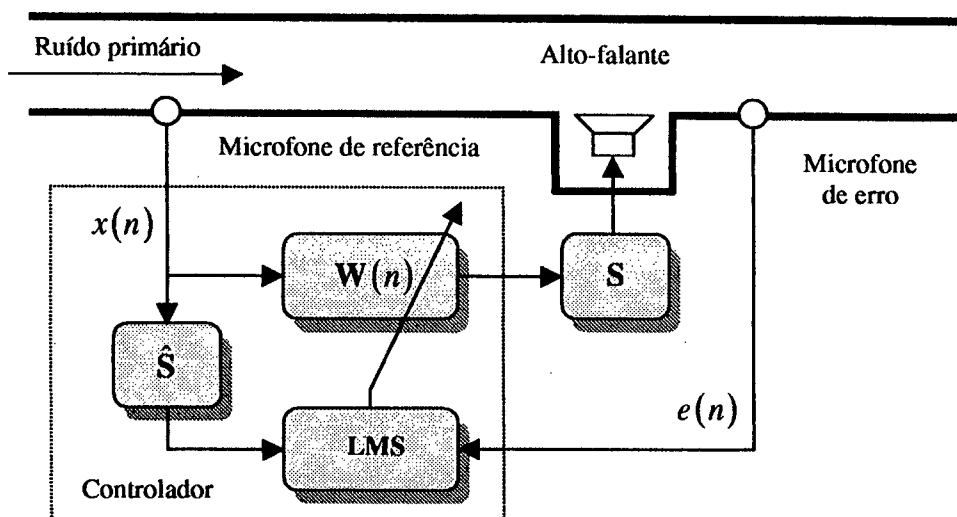 Ruído primário
Alto-falante
Microfone de referência
Microfone
de erro
x(n)
W(n)
S
Ŝ
e(n)
LMS
Controlador